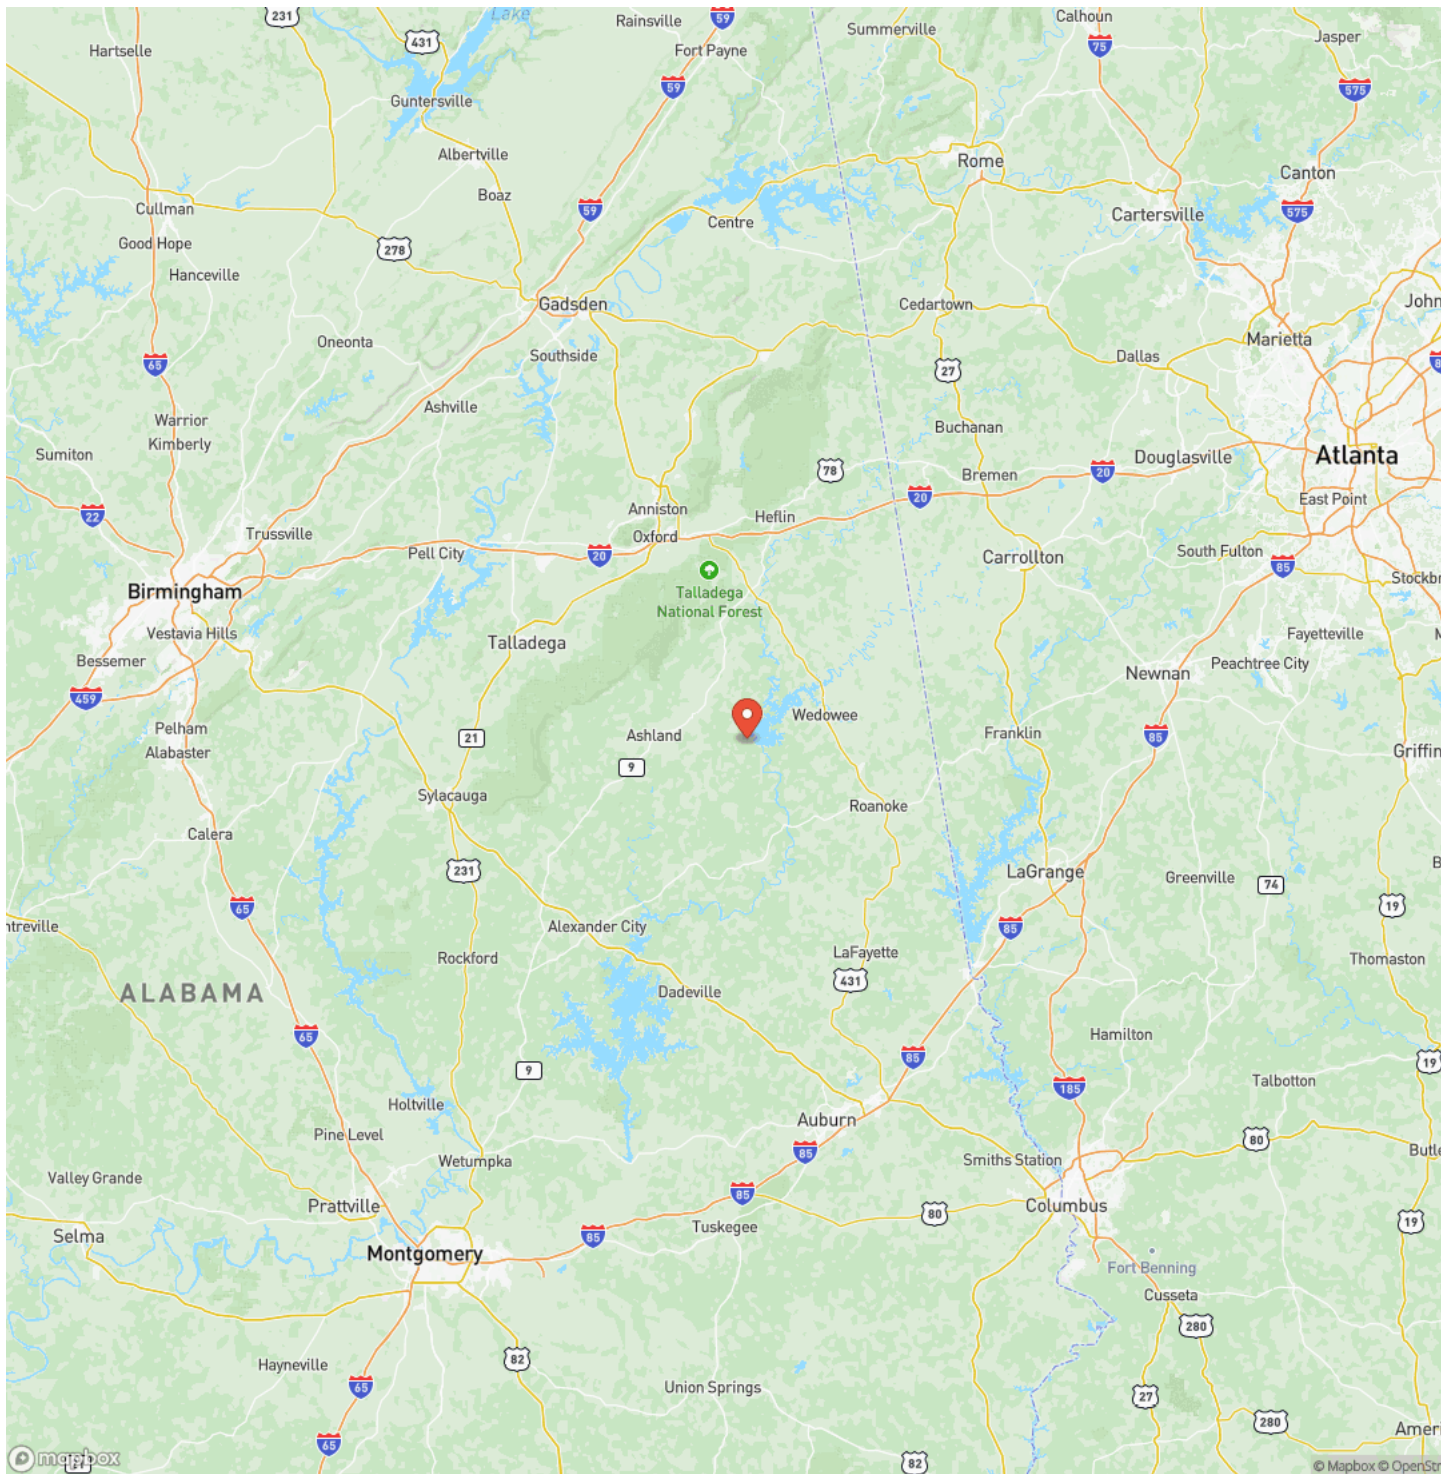 231
Lake
Rainsville
59
Calhoun
Hartselle
431
Fort Payne
Summerville
75
Jasper
59
575
Guntersville
Albertville
Rome
Canton
Boaz
Cullman
59
Centre
Cartersville
575
Good Hope
278
Hanceville
Gadsden
Cedartown
John
Oneonta
Marietta
65
Southside
Dallas
8
27
Ashville
Warrior
Kimberly
Buchanan
Sumiton
Atlanta
Douglasville
78
Bremen
20
20
East Point
22
Anniston
Heflin
Trussville
Oxford
Pell City
20
Carrollton
South Fulton
85
Stockbr
Birmingham
Talladega
National Forest
Vestavia Hills
Talladega
Fayetteville
M
Bessemer
Peachtree City
Newnan
459
Wedowee
Pelham
Alabaster
21
Ashland
Franklin
85
Griffin
9
Sylacauga
Roanoke
Calera
B
231
LaGrange
Greenville
74
65
19
ntreville
Alexander City
85
Rockford
LaFayette
Thomaston
431
ALABAMA
Dadeville
65
Hamilton
85
19
9
185
Talbotton
Holtville
Auburn
Pine Level
80
Butle
Wetumpka
85
Smiths Station
Valley Grande
85
Prattville
Columbus
80
19
Selma
85
Tuskegee
Montgomery
Fort Benning
Cusseta
280
82
Hayneville
65
Union Springs
27
280
Amer
65
mapbox
82
© Mapbox © OpenStr